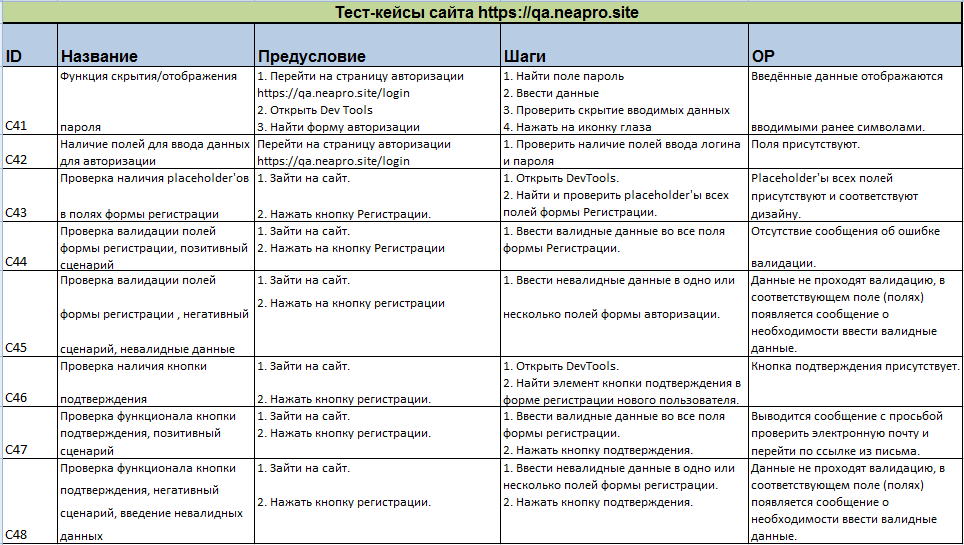 Тест-кейсы сайта https://qa.neapro.site
ID Название Предусловие Шаги ОР
C41
Функция скрытия/отображения
пароля
1. Перейти на страницу авторизации
https://qa.neapro.site/login
2. Открыть Dev Tools
3. Найти форму авторизации
1. Найти поле пароль
2. Ввести данные
3. Проверить скрытие вводимых данных
4. Нажать на иконку глаза
Введённые данные отображаются
вводимыми ранее символами.
C42
Наличие полей для ввода данных
для авторизации
Перейти на страницу авторизации
https://qa.neapro.site/login
1. Проверить наличие полей ввода логина
и пароля
Поля присутствуют.
C43
Проверка наличия placeholder'ов
в полях формы регистрации
1. Зайти на сайт.
2. Нажать кнопку Регистрации.
1. Открыть DevTools.
2. Найти и проверить placeholder'ы всех
полей формы Регистрации.
Placeholder'ы всех полей
присутствуют и соответствуют
дизайну.
C44
Проверка валидации полей
формы регистрации, позитивный
сценарий
1. Зайти на сайт.
2. Нажать на кнопку Регистрации
1. Ввести валидные данные во все поля
формы Регистрации.
Отсутствие сообщения об ошибке
валидации.
C45
Проверка валидации полей
формы регистрации , негативный
сценарий, невалидные данные
1. Зайти на сайт.
2. Нажать на кнопку регистрации
1. Ввести невалидные данные в одно или
несколько полей формы авторизации.
Данные не проходят валидацию, в
соответствующем поле (полях)
появляется сообщение о
необходимости ввести валидные
данные.
C46
Проверка наличия кнопки
подтверждения
1. Зайти на сайт.
2. Нажать кнопку регистрации.
1. Открыть DevTools.
2. Найти элемент кнопки подтверждения в
форме регистрации нового пользователя.
Кнопка подтверждения присутствует.
C47
Проверка функционала кнопки
подтверждения, позитивный
сценарий
1. Зайти на сайт.
2. Нажать кнопку регистрации.
1. Ввести валидные данные во все поля
формы регистрации.
2. Нажать кнопку подтверждения.
Выводится сообщение с просьбой
проверить электронную почту и
перейти по ссылке из письма.
C48
Проверка функционала кнопки
подтверждения, негативный
сценарий, введение невалидных
данных
1. Зайти на сайт.
2. Нажать кнопку регистрации.
1. Ввести невалидные данные в одно или
несколько полей формы регистрации.
2. Нажать кнопку подтверждения.
Данные не проходят валидацию, в
соответствующем поле (полях)
появляется сообщение о
необходимости ввести валидные
данные.